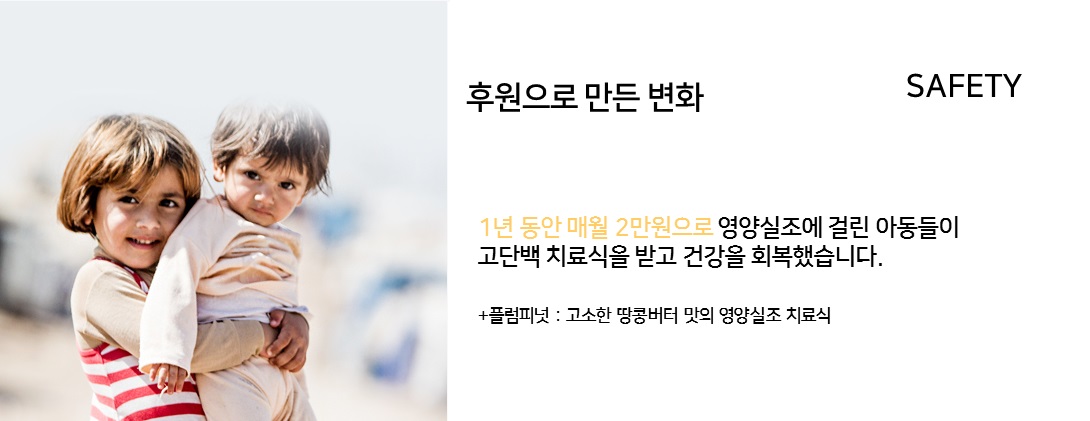 후원으로 만든 변화
SAFETY
1년 동안 매월 2만원으로 영양실조에 걸린 아동들이
고단백 치료식을 받고 건강을 회복했습니다.
+플럼피넛 : 고소한 땅콩버터 맛의 영양실조 치료식